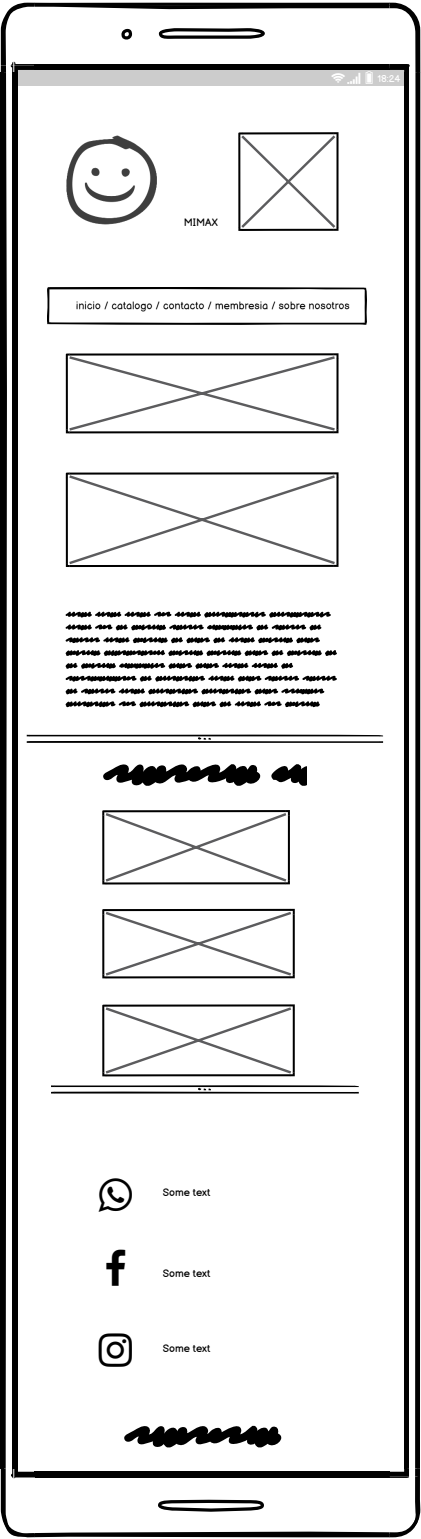 18:24
MIMAX
inicio / catalogo / contacto / membresia / sobre nosotros
Some text
Some text
Some text